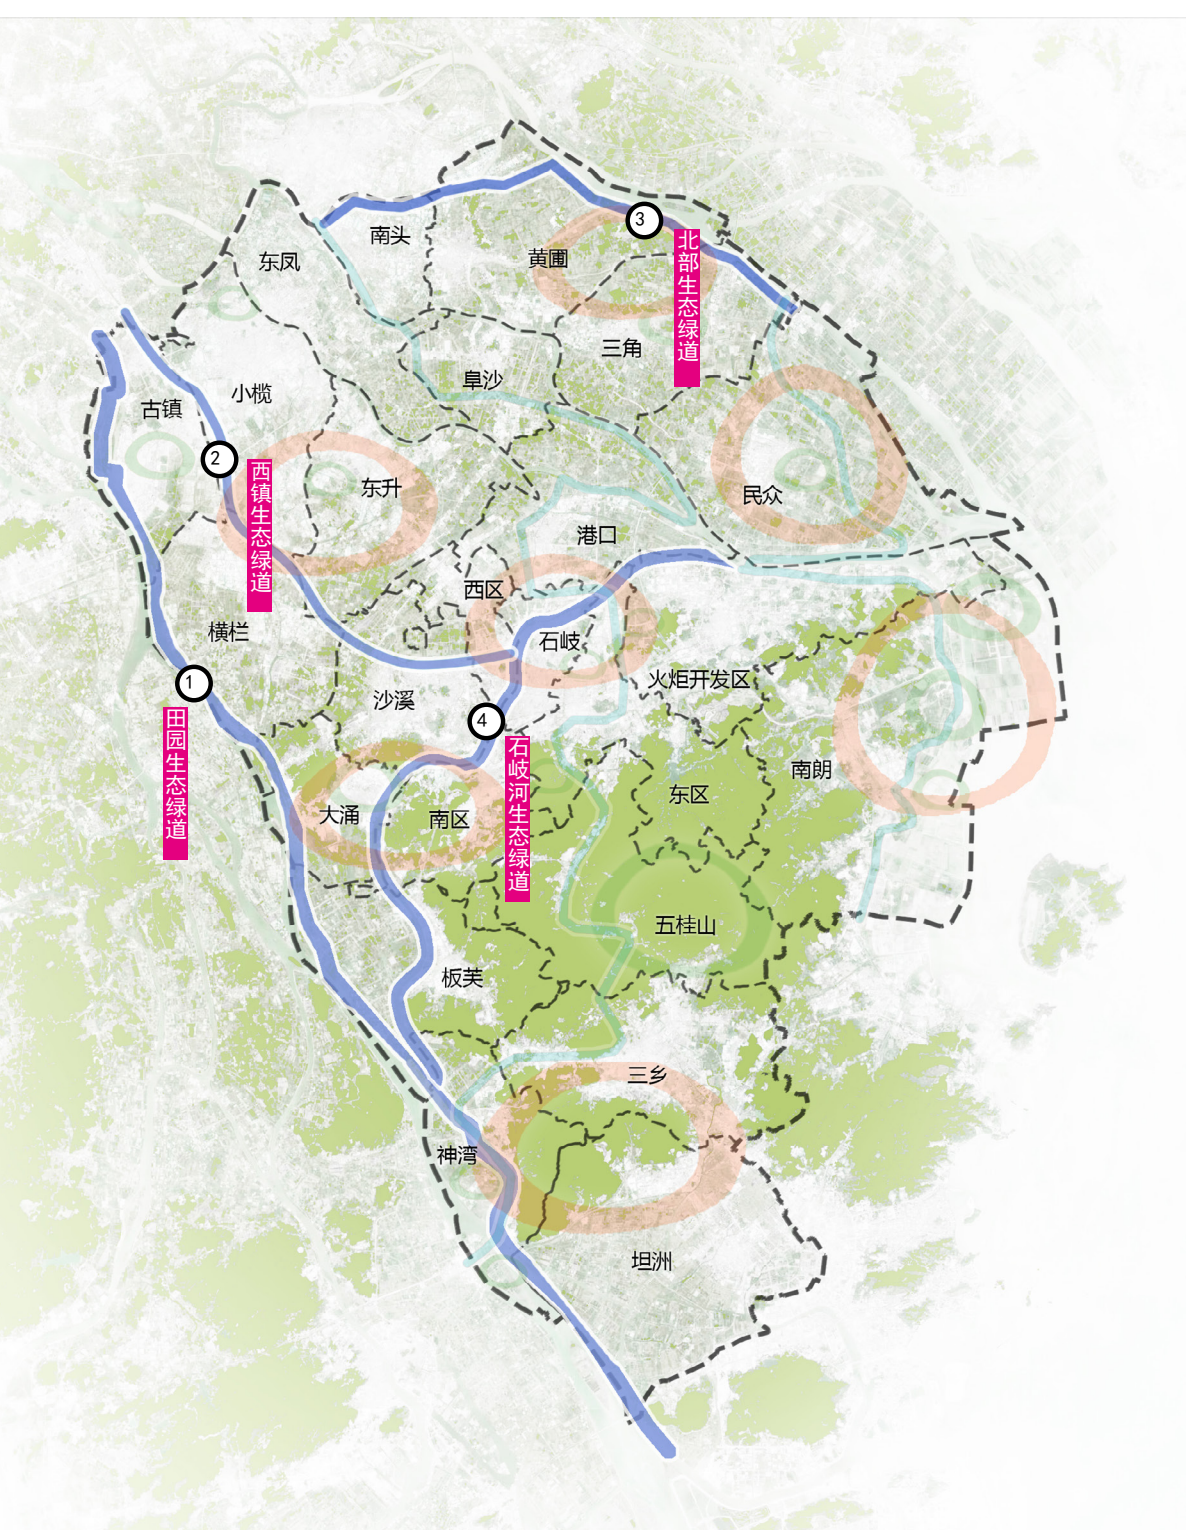 3
北部生态绿道
南头
黄圃
东凤
三角
阜沙
小榄
古镇
2
西镇生态绿道
东升
民众
港口
西区
横栏
石岐
火炬开发区
1
田园生态绿道
沙溪
4
石岐河生态绿道
南朗
东区
大涌
南区
五桂山
板芙
三乡
神湾
坦洲